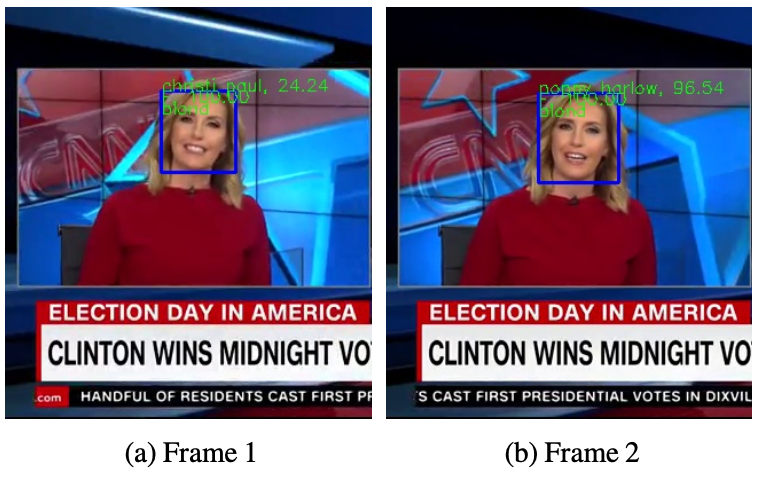 christi paul, 24.24
100.00
blond
CNN
ELECTION DAY IN AMERICA
CLINTON WINS MIDNIGHT VO
.com HANDFUL OF RESIDENTS CAST FIRST PR
(a) Frame 1
poppy harlow, 96.54
100.00
blond
CNN
ELECTION DAY IN AMERICA
CLINTON WINS MIDNIGHT VO
'S CAST FIRST PRESIDENTIAL VOTES IN DIXVIL
(b) Frame 2